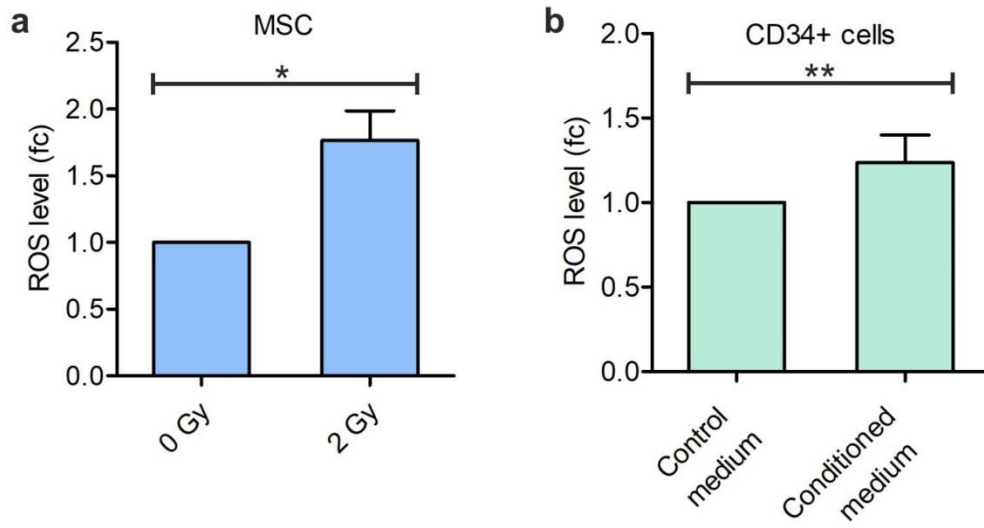 a
MSC
*
ROS level (fc)
2.5
2.0
1.5
1.0
0.5
0.0
0 Gy
2 Gy
b
CD34+ cells
**
ROS level (fc)
2.0
1.5
1.0
0.5
0.0
Control
medium
Conditioned
medium